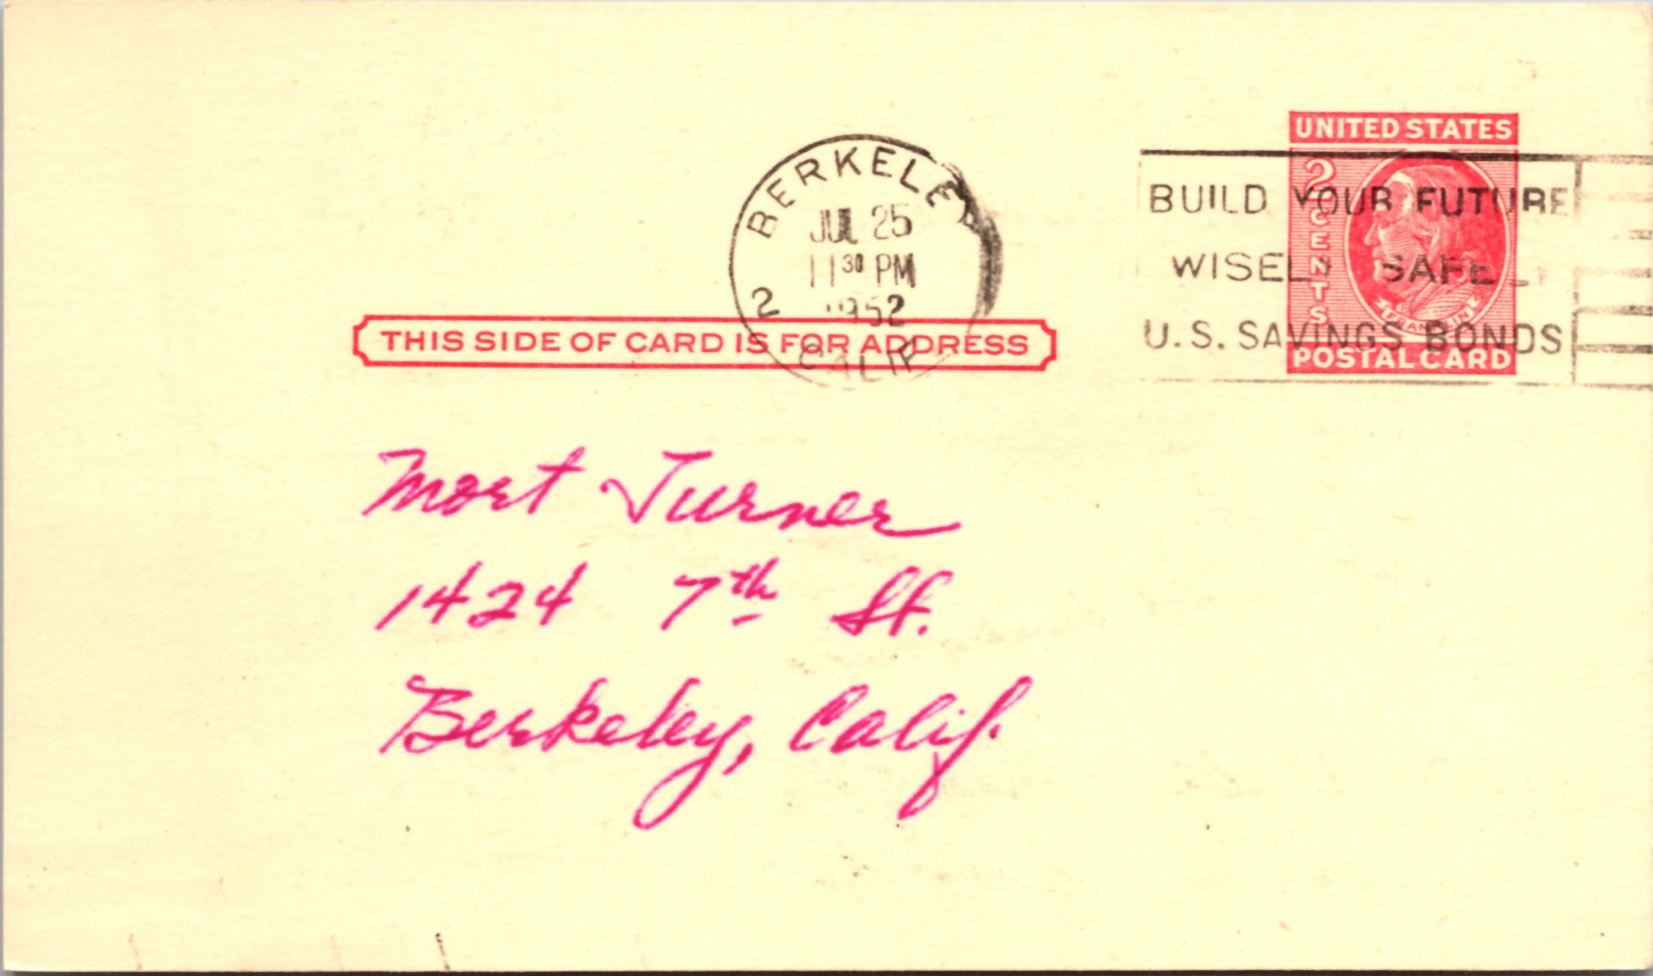 UNITED STATES
2 CENTS
FRANKLIN
POSTAL CARD
BERKELEY
JUL 25
11 30 PM
1952
2
CALIF.
BUILD YOUR FUTURE
WISELY SAFELY
U.S. SAVINGS BONDS
THIS SIDE OF CARD IS FOR ADDRESS
Mort Turner
1424 7th St.
Berkeley, Calif.